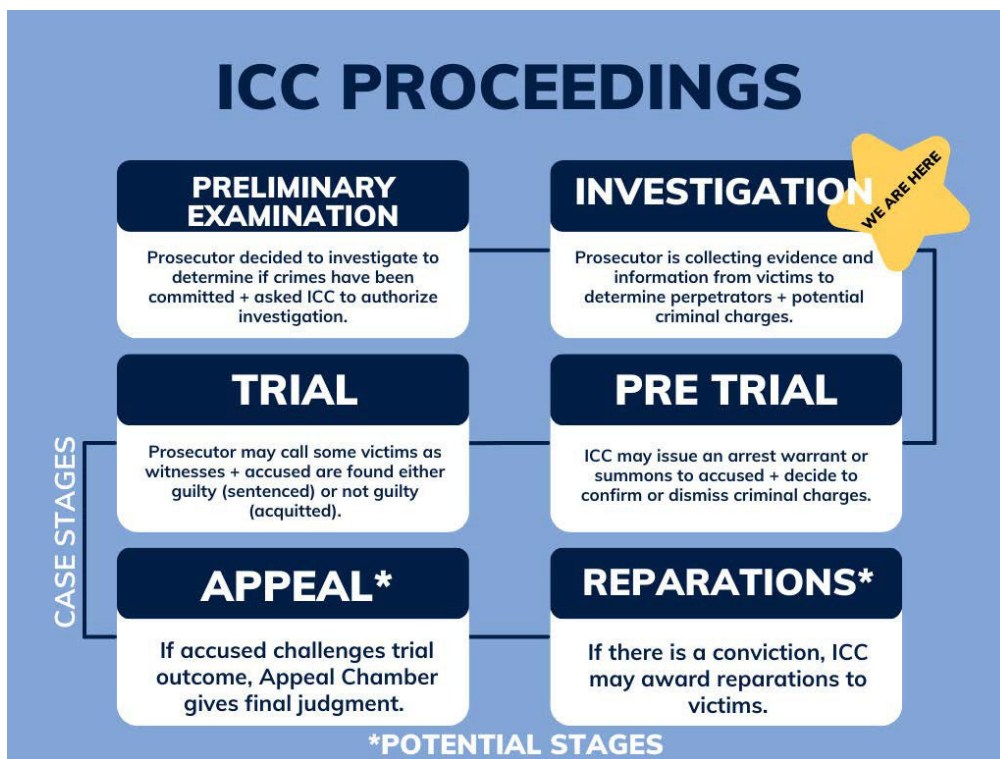 ICC PROCEEDINGS
PRELIMINARY
EXAMINATION
Prosecutor decided to investigate to
determine if crimes have been
committed + asked ICC to authorize
investigation.
INVESTIGATION
WE ARE HERE
Prosecutor is collecting evidence and
information from victims to
determine perpetrators + potential
criminal charges.
PRE TRIAL
ICC may issue an arrest warrant or
summons to accused + decide to
confirm or dismiss criminal charges.
TRIAL
Prosecutor may call some victims as
witnesses + accused are found either
guilty (sentenced) or not guilty
(acquitted).
CASE STAGES
APPEAL*
If accused challenges trial
outcome, Appeal Chamber
gives final judgment.
REPARATIONS*
If there is a conviction, ICC
may award reparations to
victims.
*POTENTIAL STAGES